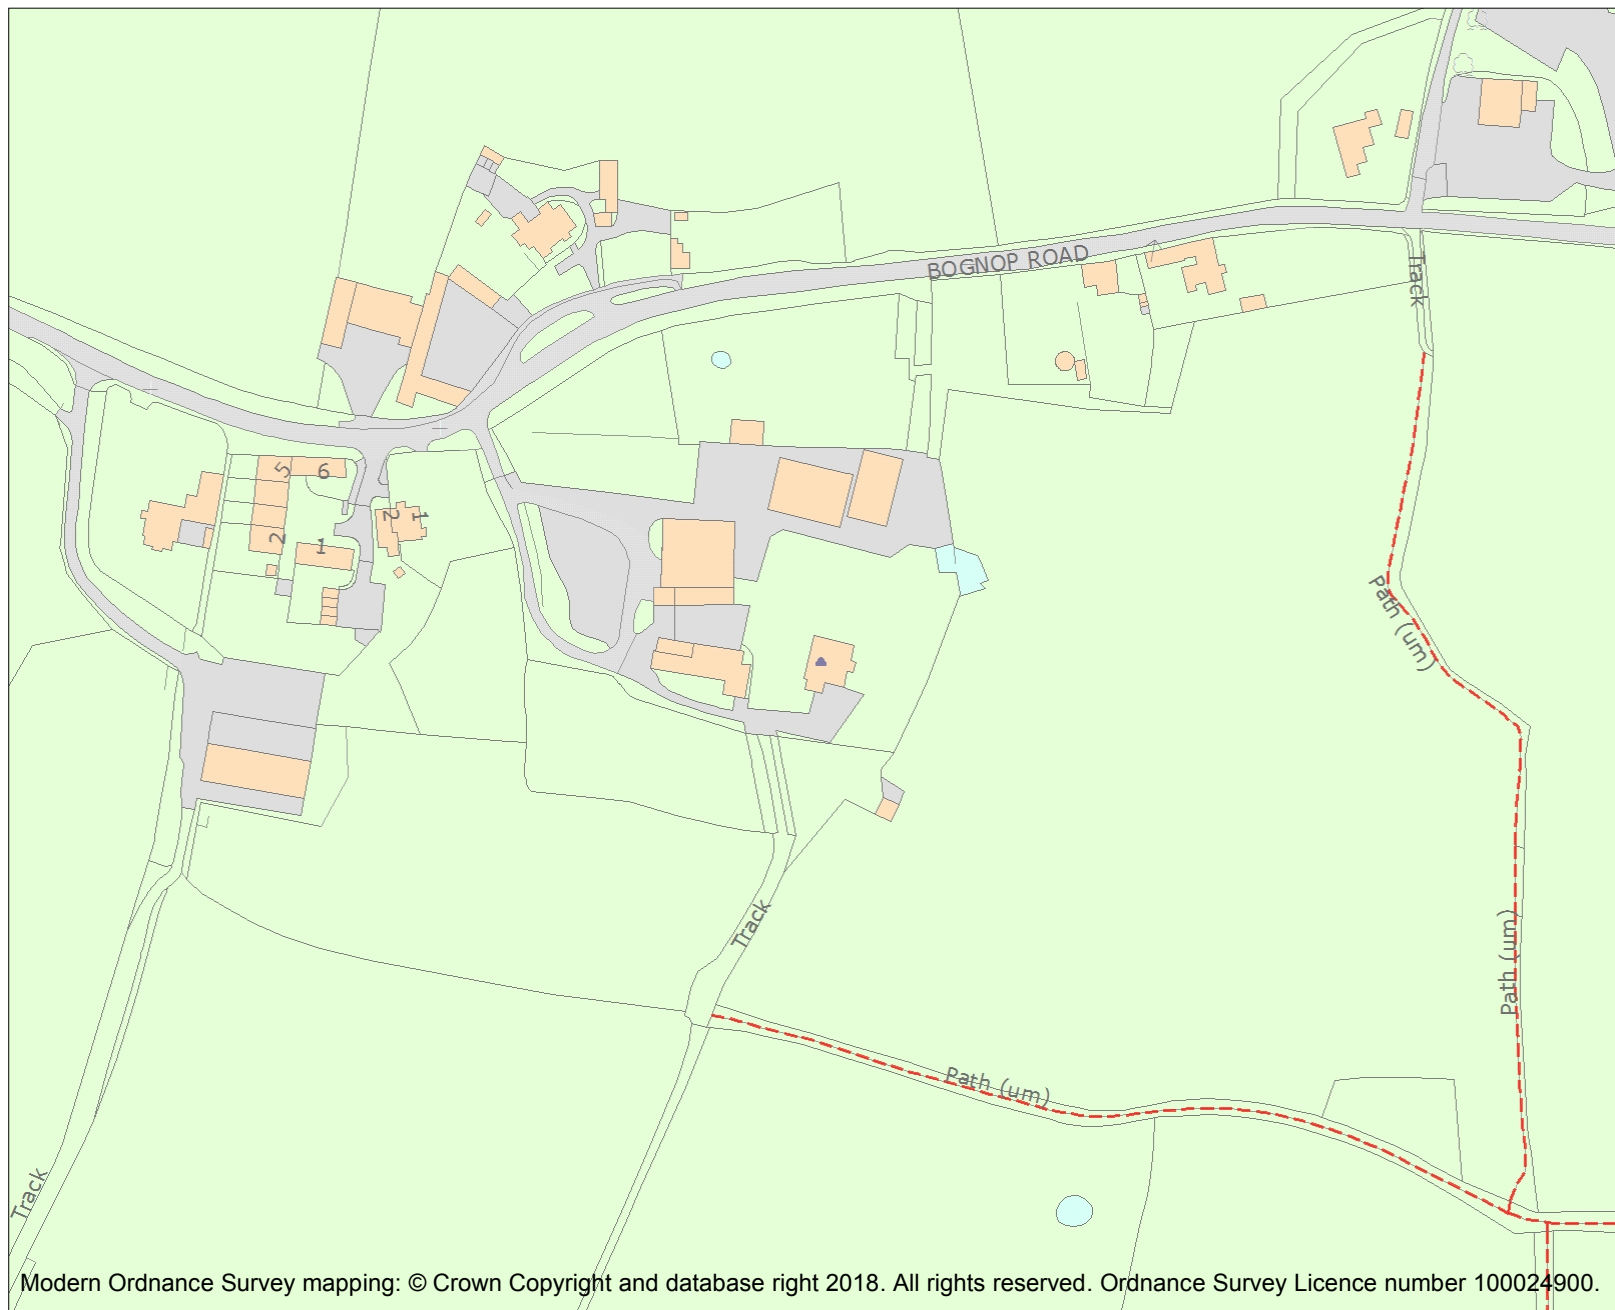 BOGNOP ROAD
Track
5
6
2
1
2
1
Path (um)
Track
Path (um)
Path (um)
Track
Modern Ordnance Survey mapping: © Crown Copyright and database right 2018. All rights reserved. Ordnance Survey Licence number 100024900.